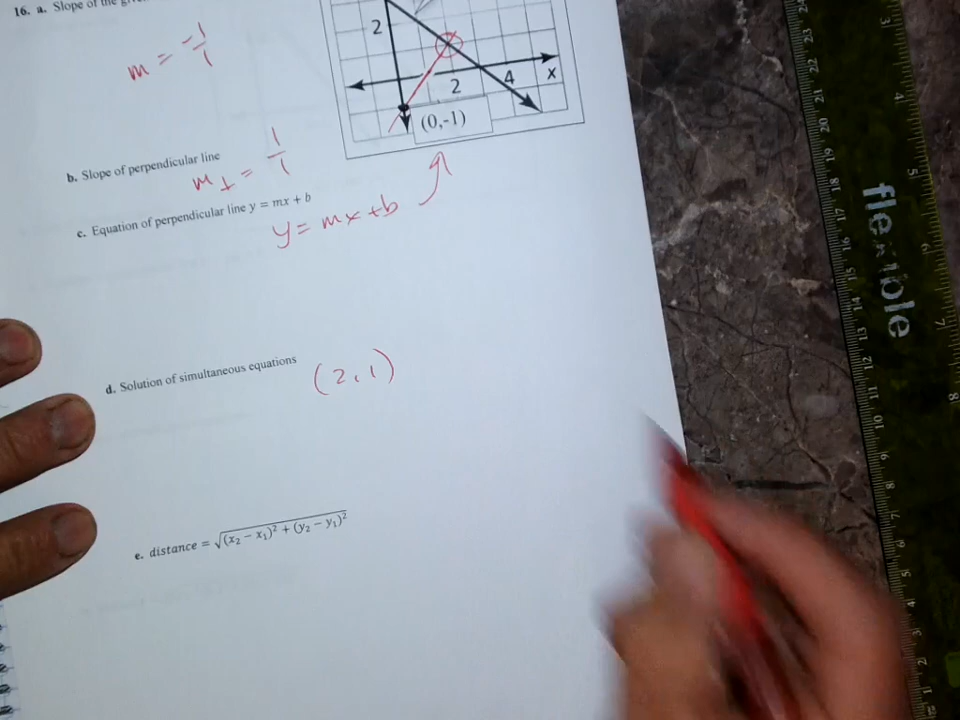 16. a. Slope of the
m = -1/1
2
2
4
x
(0,-1)
b. Slope of perpendicular line
m⊥ = 1/1
c. Equation of perpendicular line y = mx + b
y = mx + b
d. Solution of simultaneous equations
(2,1)
e. distance = √(x₂ − x₁)² + (y₂ − y₁)²
flexible